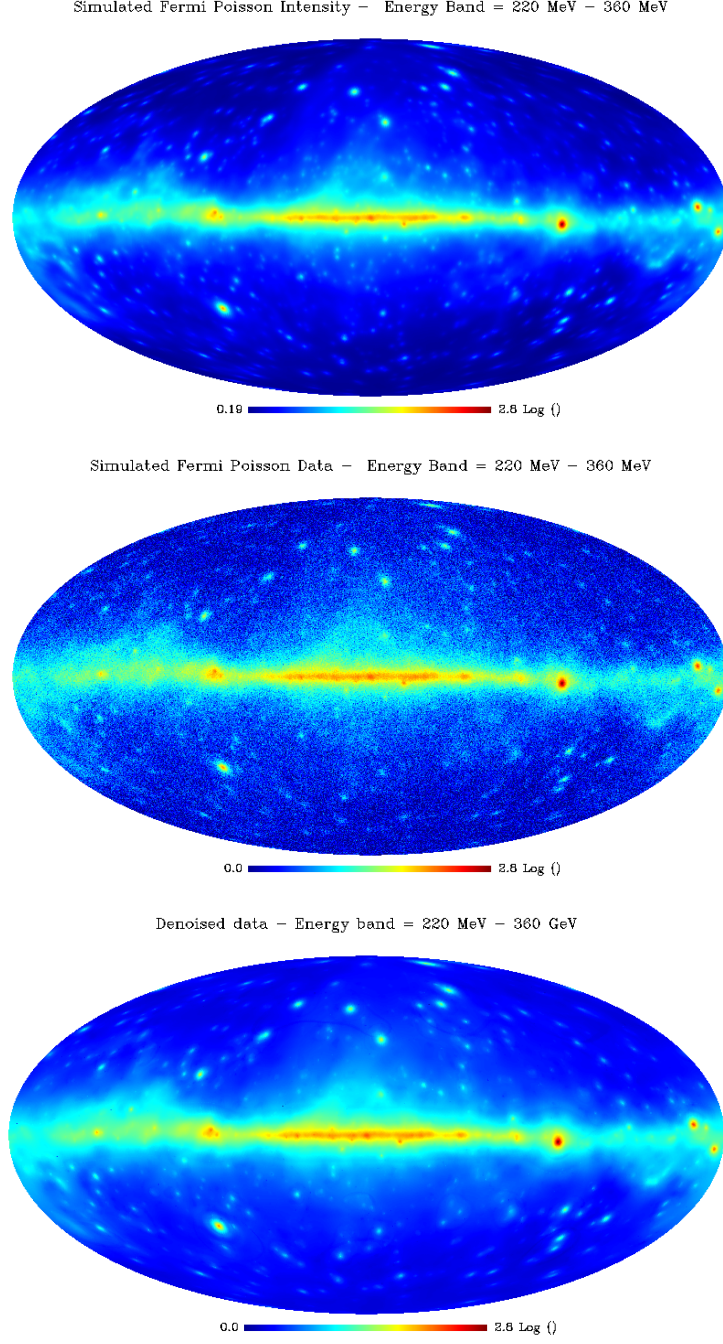 Simulated Fermi Poisson Intensity – Energy Band = 220 MeV – 360 MeV
0.19 2.8 Log ()
Simulated Fermi Poisson Data – Energy Band = 220 MeV – 360 MeV
0.0 2.8 Log ()
Denoised data – Energy band = 220 MeV – 360 GeV
0.0 2.8 Log ()